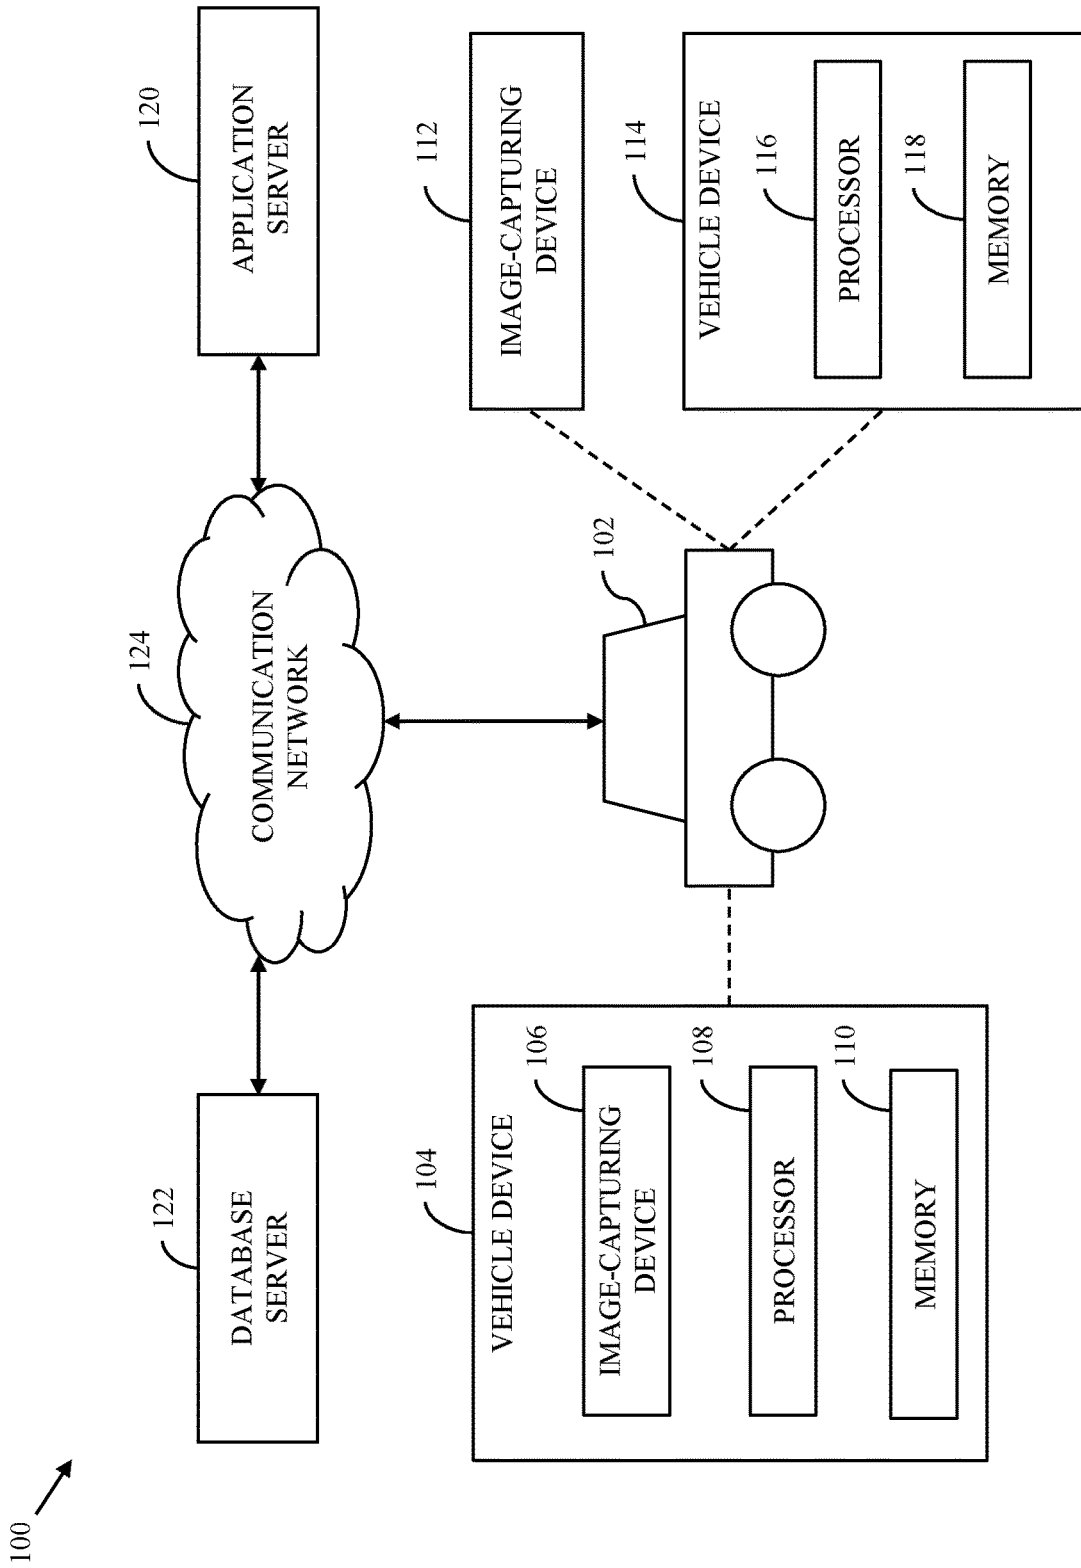 100
122
DATABASE
SERVER
124
COMMUNICATION
NETWORK
120
APPLICATION
SERVER
104
VEHICLE DEVICE
106
IMAGE-CAPTURING
DEVICE
108
PROCESSOR
110
MEMORY
102
112
IMAGE-CAPTURING
DEVICE
114
VEHICLE DEVICE
116
PROCESSOR
118
MEMORY